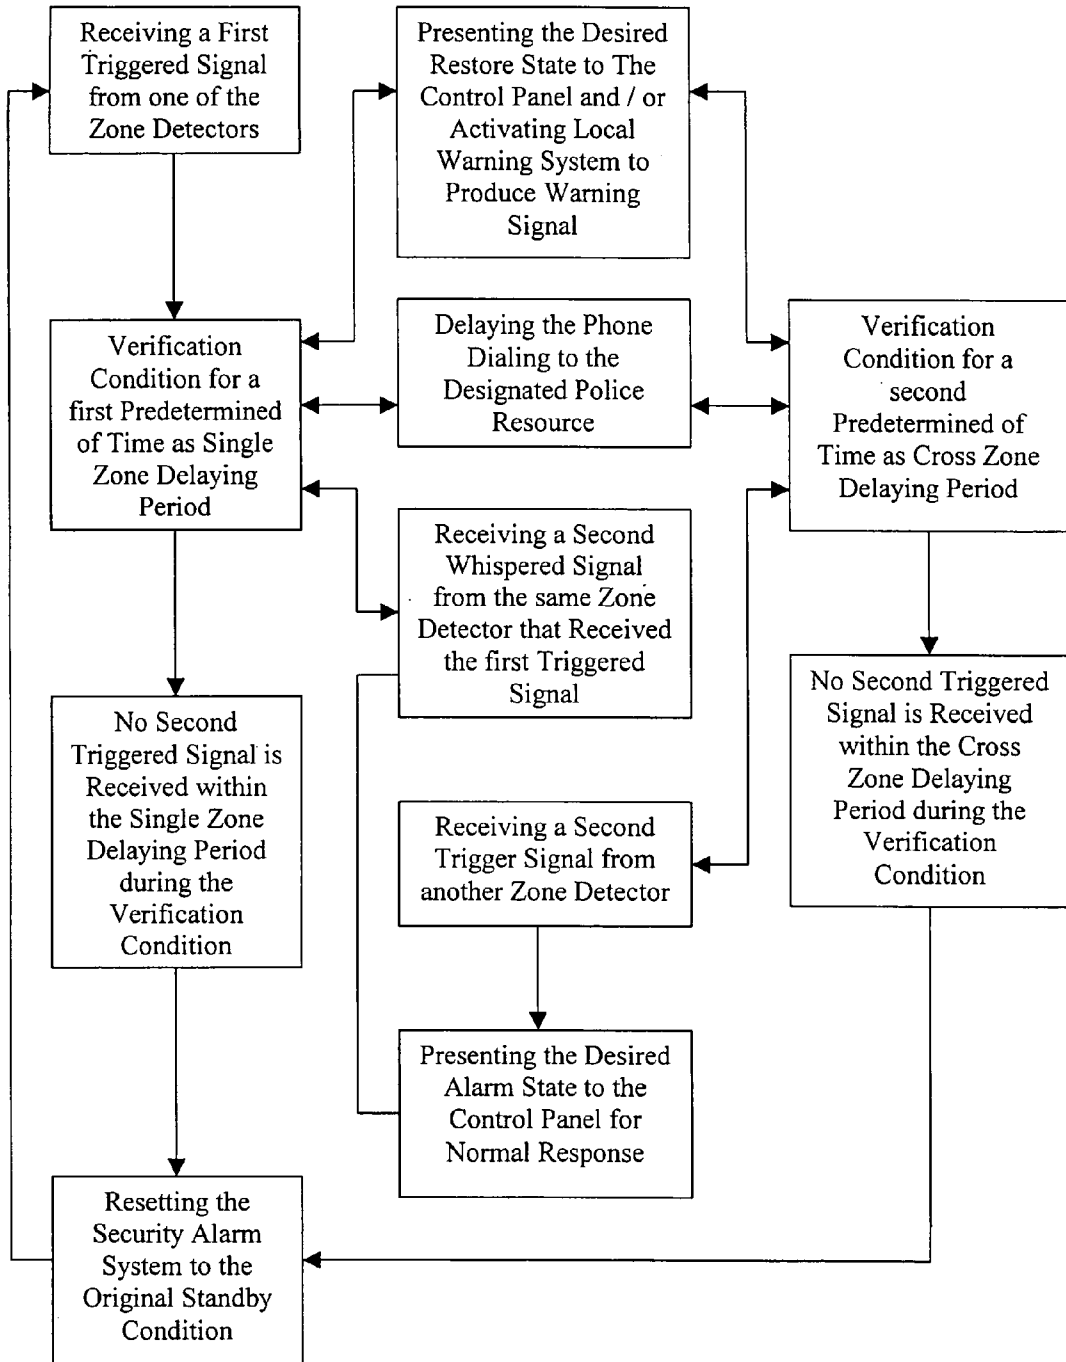 Receiving a First
Triggered Signal
from one of the
Zone Detectors
Presenting the Desired
Restore State to The
Control Panel and / or
Activating Local
Warning System to
Produce Warning
Signal
Verification
Condition for a
first Predetermined
of Time as Single
Zone Delaying
Period
Delaying the Phone
Dialing to the
Designated Police
Resource
Verification
Condition for a
second
Predetermined of
Time as Cross Zone
Delaying Period
Receiving a Second
Whispered Signal
from the same Zone
Detector that Received
the first Triggered
Signal
No Second
Triggered Signal is
Received within
the Single Zone
Delaying Period
during the
Verification
Condition
No Second Triggered
Signal is Received
within the Cross
Zone Delaying
Period during the
Verification
Condition
Receiving a Second
Trigger Signal from
another Zone Detector
Presenting the Desired
Alarm State to the
Control Panel for
Normal Response
Resetting the
Security Alarm
System to the
Original Standby
Condition